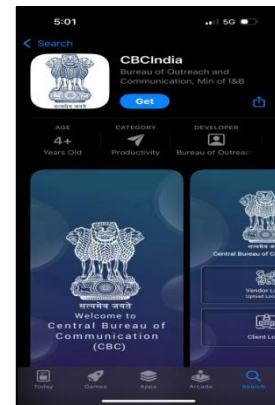 5:01
5G
Search
CBCIndia
Bureau of Outreach and
Communication, Min of I&B
Get
AGE
CATEGORY
DEVELOPER
4+
Years Old
Productivity
Bureau of Outreac
सत्यमेव जयते
Welcome to
Central Bureau of
Communication
(CBC)
Central Bureau of C
Vendor Lo
Upload Loc
Client Lo
Today
Games
Apps
Arcade
Search